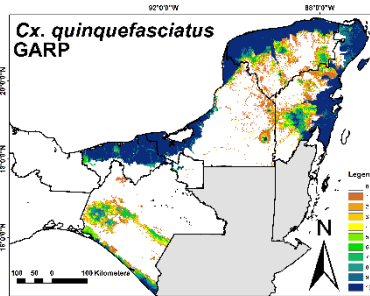 92°0'0"W 88°0'0"W
Cx. quinquefasciatus
GARP
20°0'0"N
18°0'0"N
16°0'0"N
Legen
N
100 50 0 100 Kilometers